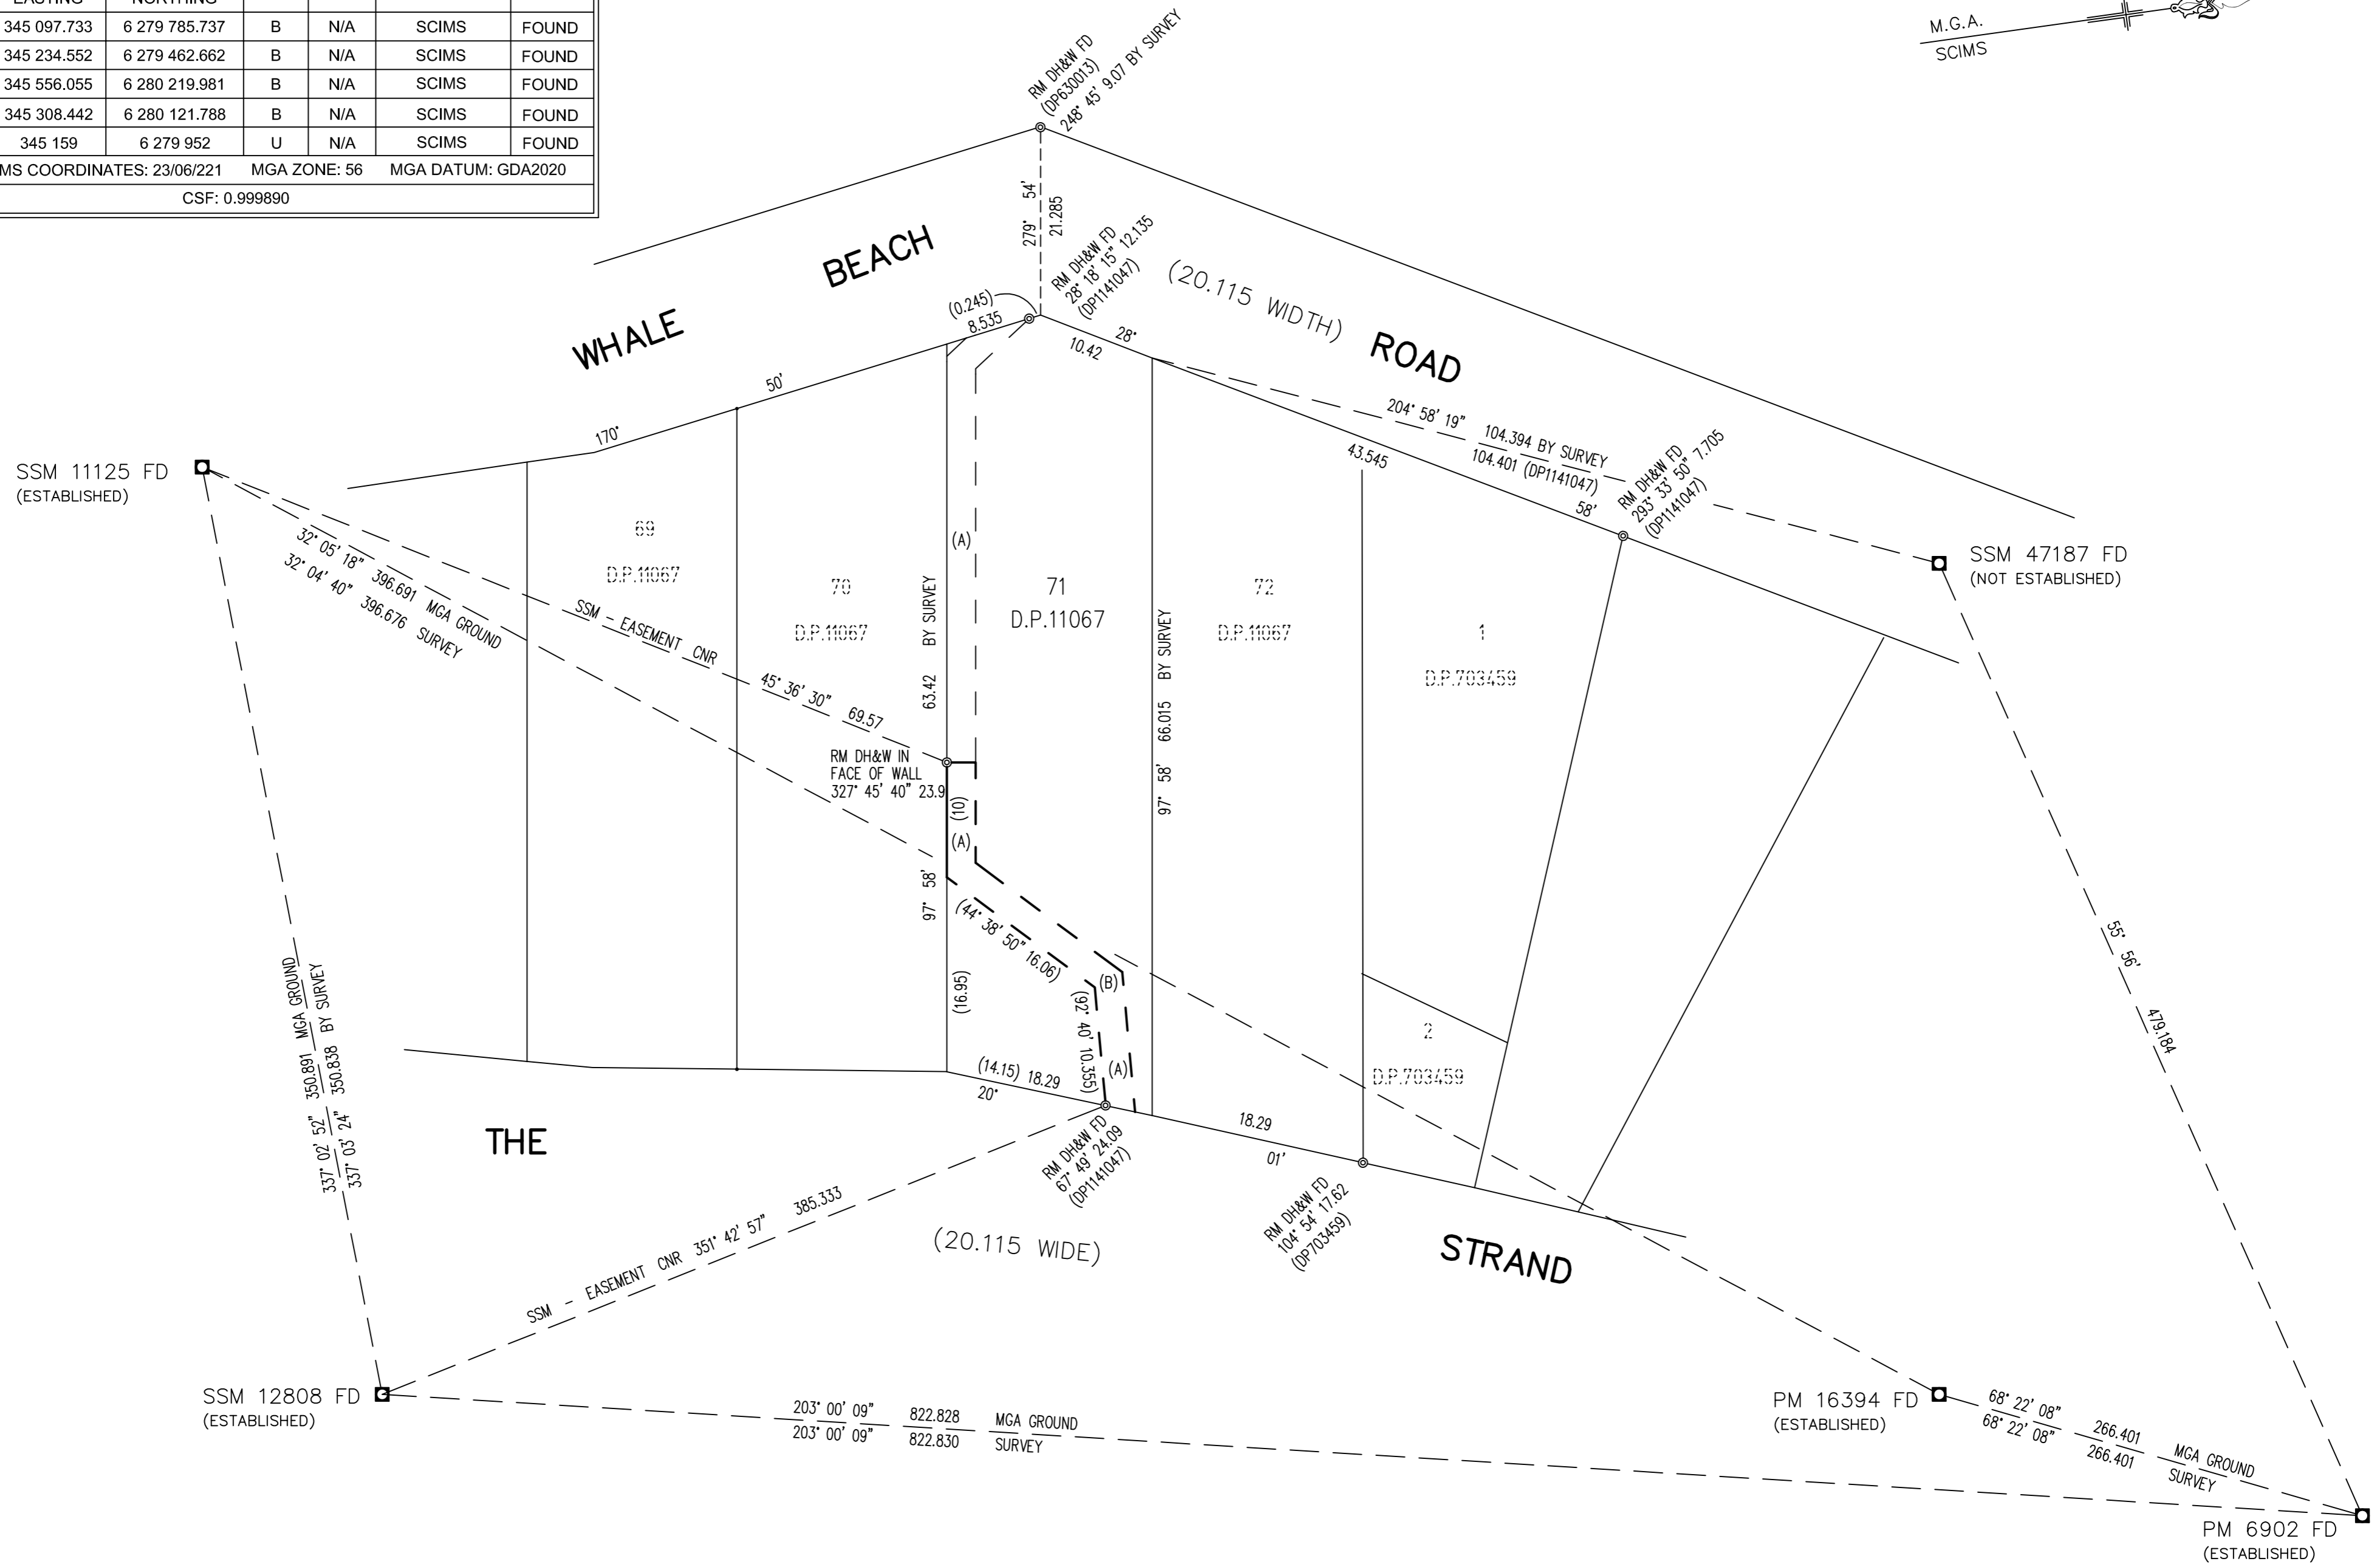 EASTING NORTHING
345 097.733 6 279 785.737 B N/A SCIMS FOUND
345 234.552 6 279 462.662 B N/A SCIMS FOUND
345 556.055 6 280 219.981 B N/A SCIMS FOUND
345 308.442 6 280 121.788 B N/A SCIMS FOUND
345 159 6 279 952 U N/A SCIMS FOUND
MS COORDINATES: 23/06/221 MGA ZONE: 56 MGA DATUM: GDA2020
CSF: 0.999890
M.G.A.
SCIMS
RM DH&W FD
(DP630013)
248° 45' 9.07 BY SURVEY
279° 54'
21.285
RM DH&W FD
28° 18' 15" 12.135
(DP1141047)
WHALE BEACH ROAD
(20.115 WIDTH)
(0.245)
8.535
28°
10.42
50'
170°
204° 58' 19" 104.394 BY SURVEY
104.401 (DP1141047)
43.545
58'
RM DH&W FD
293° 33' 50" 7.705
(DP1141047)
SSM 11125 FD
(ESTABLISHED)
SSM 47187 FD
(NOT ESTABLISHED)
32° 05' 18" 396.691 MGA GROUND
32° 04' 40" 396.676 SURVEY
SSM - EASEMENT CNR 45° 36' 30" 69.57
69
D.P.11067
70
D.P.11067
(A)
71
D.P.11067
72
D.P.11067
1
D.P.703459
63.42 BY SURVEY
97° 58'
97° 58' 66.015 BY SURVEY
RM DH&W IN
FACE OF WALL
327° 45' 40" 23.9
(10)
(A)
(44° 38' 50" 16.06)
(16.95)
(B)
(92° 40' 10.355)
(A)
2
D.P.703459
(14.15) 18.29
20°
18.29
01'
55° 56'
479.184
337° 02' 52" 350.891 MGA GROUND
337° 03' 24" 350.838 BY SURVEY
THE STRAND
(20.115 WIDE)
RM DH&W FD
67° 49' 24.09
(DP1141047)
RM DH&W FD
104° 54' 17.62
(DP703459)
SSM - EASEMENT CNR 351° 42' 57" 385.333
SSM 12808 FD
(ESTABLISHED)
203° 00' 09" 822.828 MGA GROUND
203° 00' 09" 822.830 SURVEY
PM 16394 FD
(ESTABLISHED)
68° 22' 08" 266.401 MGA GROUND
68° 22' 08" 266.401 SURVEY
PM 6902 FD
(ESTABLISHED)